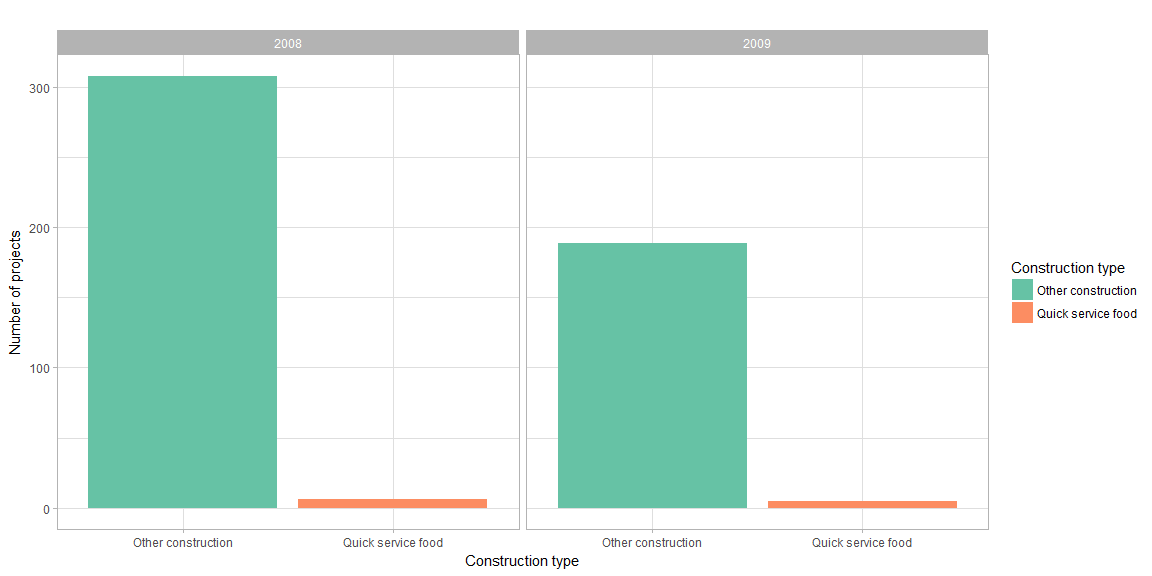 2008
2009
300
200
100
0
Number of projects
Other construction
Quick service food
Other construction
Quick service food
Construction type
Construction type
Other construction
Quick service food